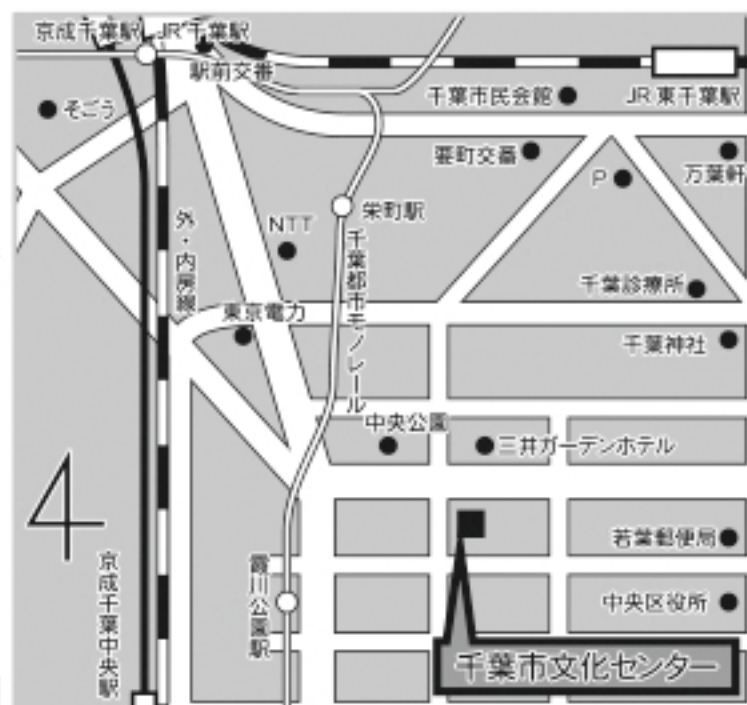 京成千葉駅
JR千葉駅
駅前交番
そごう
千葉市民会館
JR東千葉駅
要町交番
P
万葉軒
栄町駅
NTT
外・内房線
千葉都市モノレール
千葉診療所
東京電力
千葉神社
中央公園
三井ガーデンホテル
若葉郵便局
京成千葉中央駅
葭川公園駅
中央区役所
千葉市文化センター